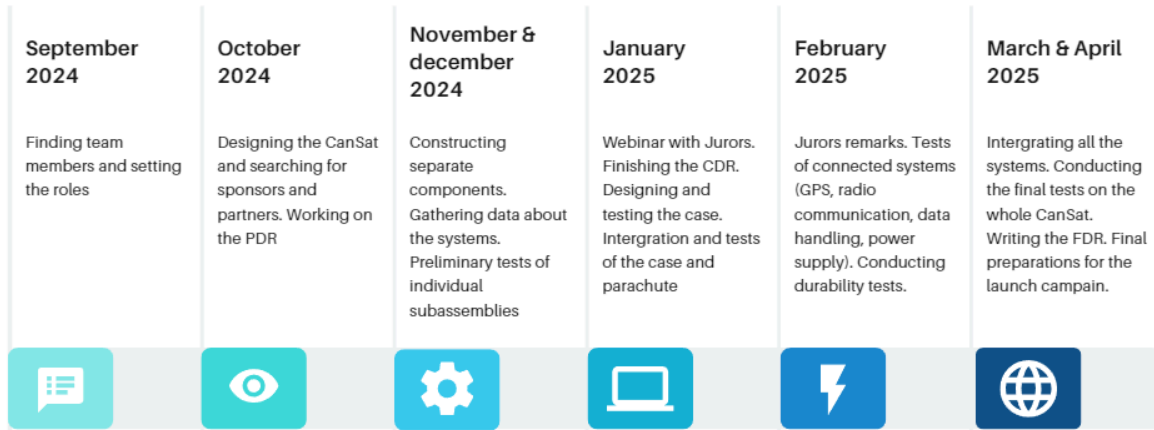 September
2024
Finding team
members and setting
the roles
October
2024
Designing the CanSat
and searching for
sponsors and
partners. Working on
the PDR
November &
december
2024
Constructing
separate
components.
Gathering data about
the systems.
Preliminary tests of
individual
subassemblies
January
2025
Webinar with Jurors.
Finishing the CDR.
Designing and
testing the case.
Intergration and tests
of the case and
parachute
February
2025
Jurors remarks. Tests
of connected systems
(GPS, radio
communication, data
handling, power
supply). Conducting
durability tests.
March & April
2025
Intergrating all the
systems. Conducting
the final tests on the
whole CanSat.
Writing the FDR. Final
preparations for the
launch campain.